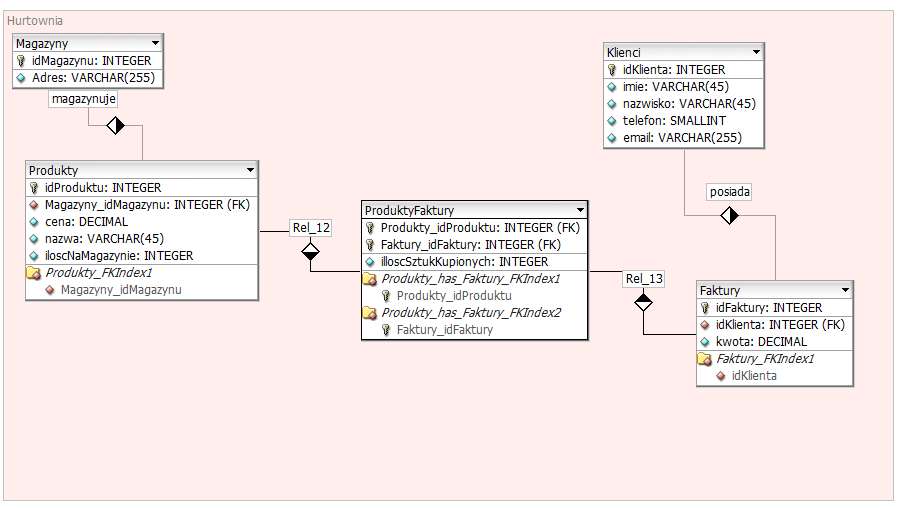 Hurtownia
Magazyny
idMagazynu: INTEGER
Adres: VARCHAR(255)
magazynuje
Produkty
idProduktu: INTEGER
Magazyny_idMagazynu: INTEGER (FK)
cena: DECIMAL
nazwa: VARCHAR(45)
iloscNaMagazynie: INTEGER
Produkty_FKIndex1
Magazyny_idMagazynu
Rel_12
ProduktyFaktury
Produkty_idProduktu: INTEGER (FK)
Faktury_idFaktury: INTEGER (FK)
illoscSztukKupionych: INTEGER
Produkty_has_Faktury_FKIndex1
Produkty_idProduktu
Produkty_has_Faktury_FKIndex2
Faktury_idFaktury
Rel_13
Klienci
idKlienta: INTEGER
imie: VARCHAR(45)
nazwisko: VARCHAR(45)
telefon: SMALLINT
email: VARCHAR(255)
posiada
Faktury
idFaktury: INTEGER
idKlienta: INTEGER (FK)
kwota: DECIMAL
Faktury_FKIndex1
idKlienta